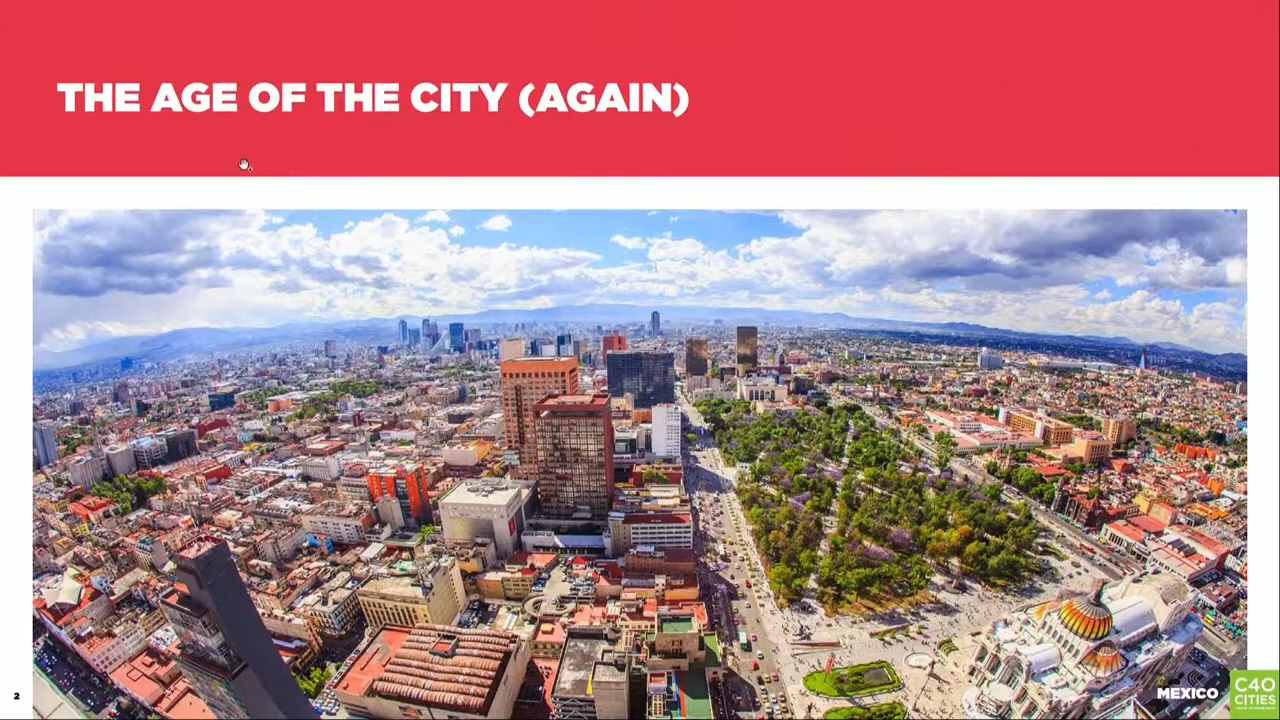 THE AGE OF THE CITY (AGAIN)
2
MEXICO
C40
CITIES